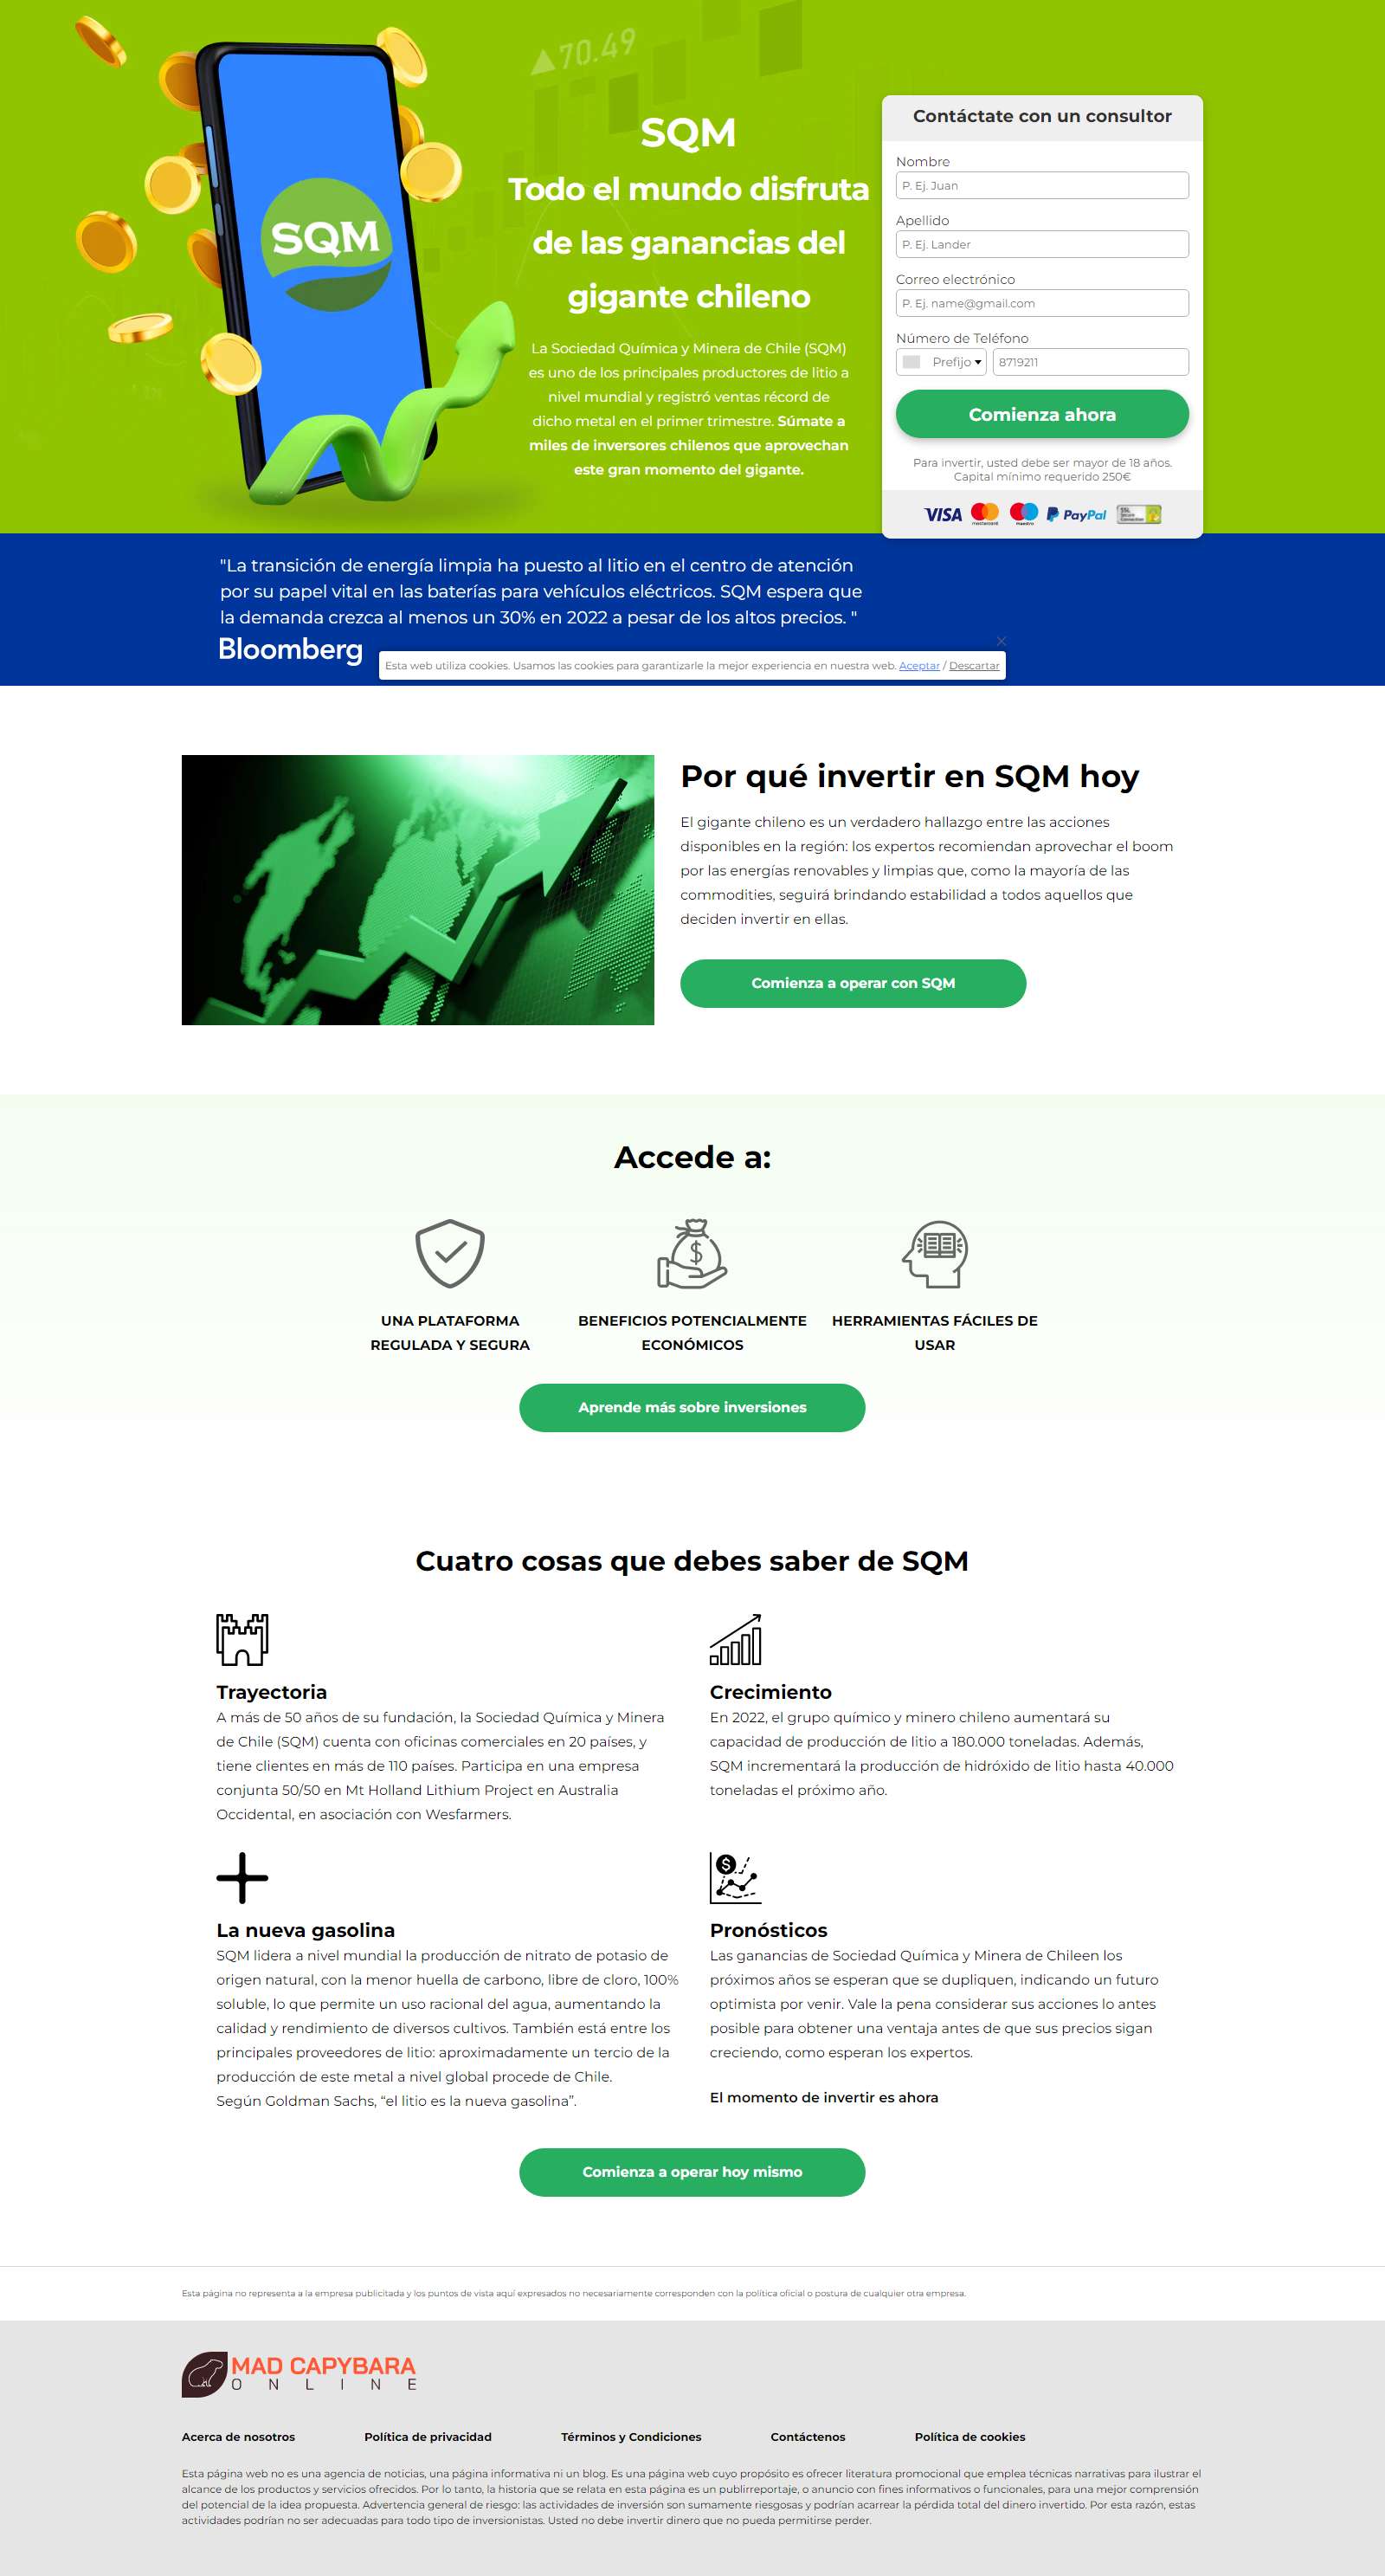 70.49
SQM
SQM
Todo el mundo disfruta
de las ganancias del
gigante chileno
La Sociedad Química y Minera de Chile (SQM)
es uno de los principales productores de litio a
nivel mundial y registró ventas récord de
dicho metal en el primer trimestre. Súmate a
miles de inversores chilenos que aprovechan
este gran momento del gigante.
Contáctate con un consultor
Nombre
P. Ej. Juan
Apellido
P. Ej. Lander
Correo electrónico
P. Ej. name@gmail.com
Número de Teléfono
Prefijo 8719211
Comienza ahora
Para invertir, usted debe ser mayor de 18 años.
Capital mínimo requerido 250€
VISA mastercard maestro PayPal SSL Secure Connection
"La transición de energía limpia ha puesto al litio en el centro de atención
por su papel vital en las baterías para vehículos eléctricos. SQM espera que
la demanda crezca al menos un 30% en 2022 a pesar de los altos precios. "
Bloomberg
Esta web utiliza cookies. Usamos las cookies para garantizarle la mejor experiencia en nuestra web. Aceptar / Descartar
Por qué invertir en SQM hoy
El gigante chileno es un verdadero hallazgo entre las acciones
disponibles en la región: los expertos recomiendan aprovechar el boom
por las energías renovables y limpias que, como la mayoría de las
commodities, seguirá brindando estabilidad a todos aquellos que
deciden invertir en ellas.
Comienza a operar con SQM
Accede a:
UNA PLATAFORMA
REGULADA Y SEGURA
BENEFICIOS POTENCIALMENTE
ECONÓMICOS
HERRAMIENTAS FÁCILES DE
USAR
Aprende más sobre inversiones
Cuatro cosas que debes saber de SQM
Trayectoria
A más de 50 años de su fundación, la Sociedad Química y Minera
de Chile (SQM) cuenta con oficinas comerciales en 20 países, y
tiene clientes en más de 110 países. Participa en una empresa
conjunta 50/50 en Mt Holland Lithium Project en Australia
Occidental, en asociación con Wesfarmers.
Crecimiento
En 2022, el grupo químico y minero chileno aumentará su
capacidad de producción de litio a 180.000 toneladas. Además,
SQM incrementará la producción de hidróxido de litio hasta 40.000
toneladas el próximo año.
La nueva gasolina
SQM lidera a nivel mundial la producción de nitrato de potasio de
origen natural, con la menor huella de carbono, libre de cloro, 100%
soluble, lo que permite un uso racional del agua, aumentando la
calidad y rendimiento de diversos cultivos. También está entre los
principales proveedores de litio: aproximadamente un tercio de la
producción de este metal a nivel global procede de Chile.
Según Goldman Sachs, “el litio es la nueva gasolina”.
Pronósticos
Las ganancias de Sociedad Química y Minera de Chileen los
próximos años se esperan que se dupliquen, indicando un futuro
optimista por venir. Vale la pena considerar sus acciones lo antes
posible para obtener una ventaja antes de que sus precios sigan
creciendo, como esperan los expertos.
El momento de invertir es ahora
Comienza a operar hoy mismo
Esta página no representa a la empresa publicitada y los puntos de vista aquí expresados no necesariamente corresponden con la política oficial o postura de cualquier otra empresa.
MAD CAPYBARA
ONLINE
Acerca de nosotros Política de privacidad Términos y Condiciones Contáctenos Política de cookies
Esta página web no es una agencia de noticias, una página informativa ni un blog. Es una página web cuyo propósito es ofrecer literatura promocional que emplea técnicas narrativas para ilustrar el
alcance de los productos y servicios ofrecidos. Por lo tanto, la historia que se relata en esta página es un publirreportaje, o anuncio con fines informativos o funcionales, para una mejor comprensión
del potencial de la idea propuesta. Advertencia general de riesgo: las actividades de inversión son sumamente riesgosas y podrían acarrear la pérdida total del dinero invertido. Por esta razón, estas
actividades podrían no ser adecuadas para todo tipo de inversionistas. Usted no debe invertir dinero que no pueda permitirse perder.